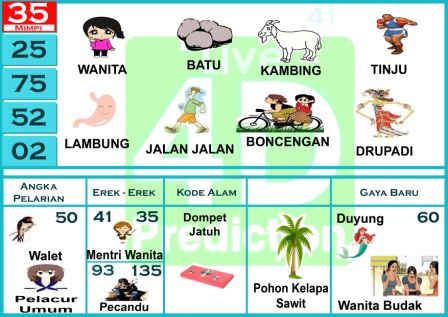 35
MIMPI
41
25
WANITA
BATU
KAMBING
TINJU
75
Live
4D
Prediction
52
LAMBUNG
JALAN JALAN
BONCENGAN
DRUPADI
02
ANGKA
PELARIAN
EREK - EREK
KODE ALAM
GAYA BARU
50
41 35
Dompet
Jatuh
Duyung 60
Walet
Mentri Wanita
93 135
Pelacur
Umum
Pecandu
Pohon Kelapa
Sawit
Wanita Budak